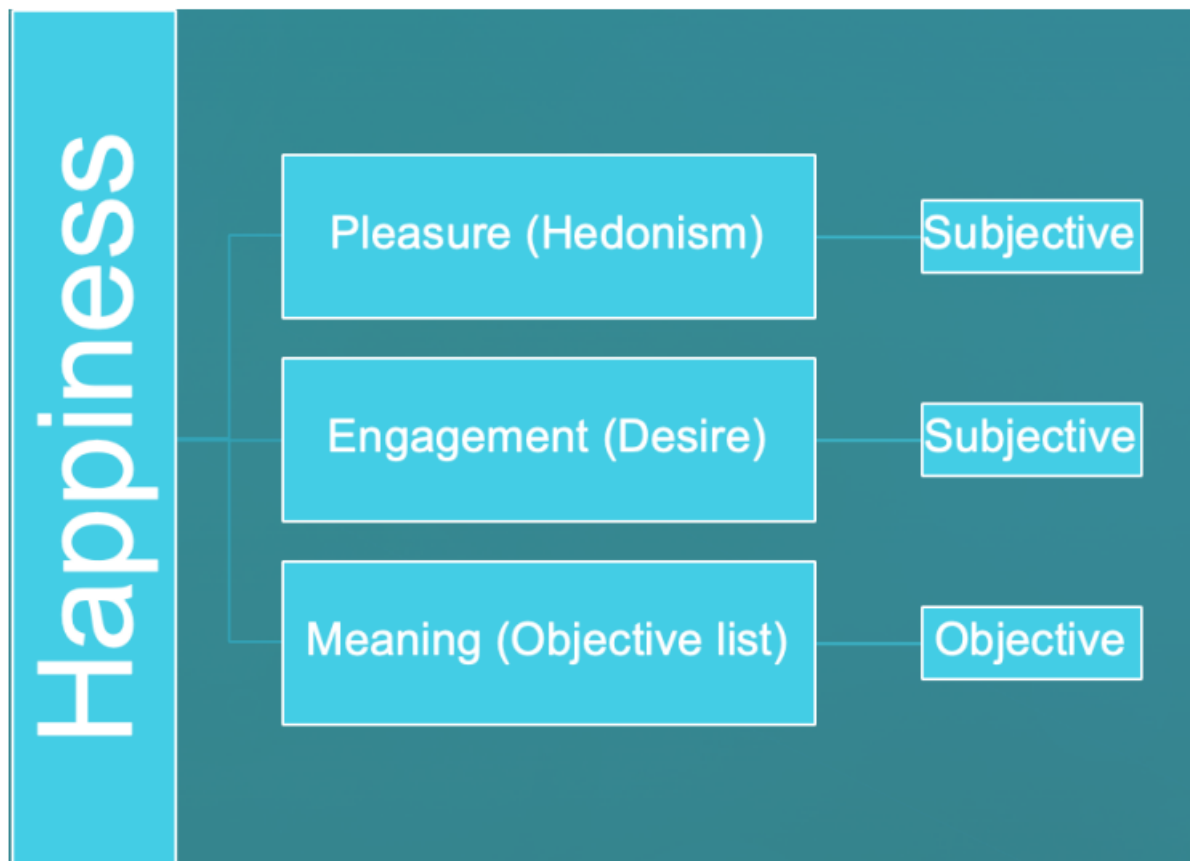 Happiness
Pleasure (Hedonism)
Subjective
Engagement (Desire)
Subjective
Meaning (Objective list)
Objective